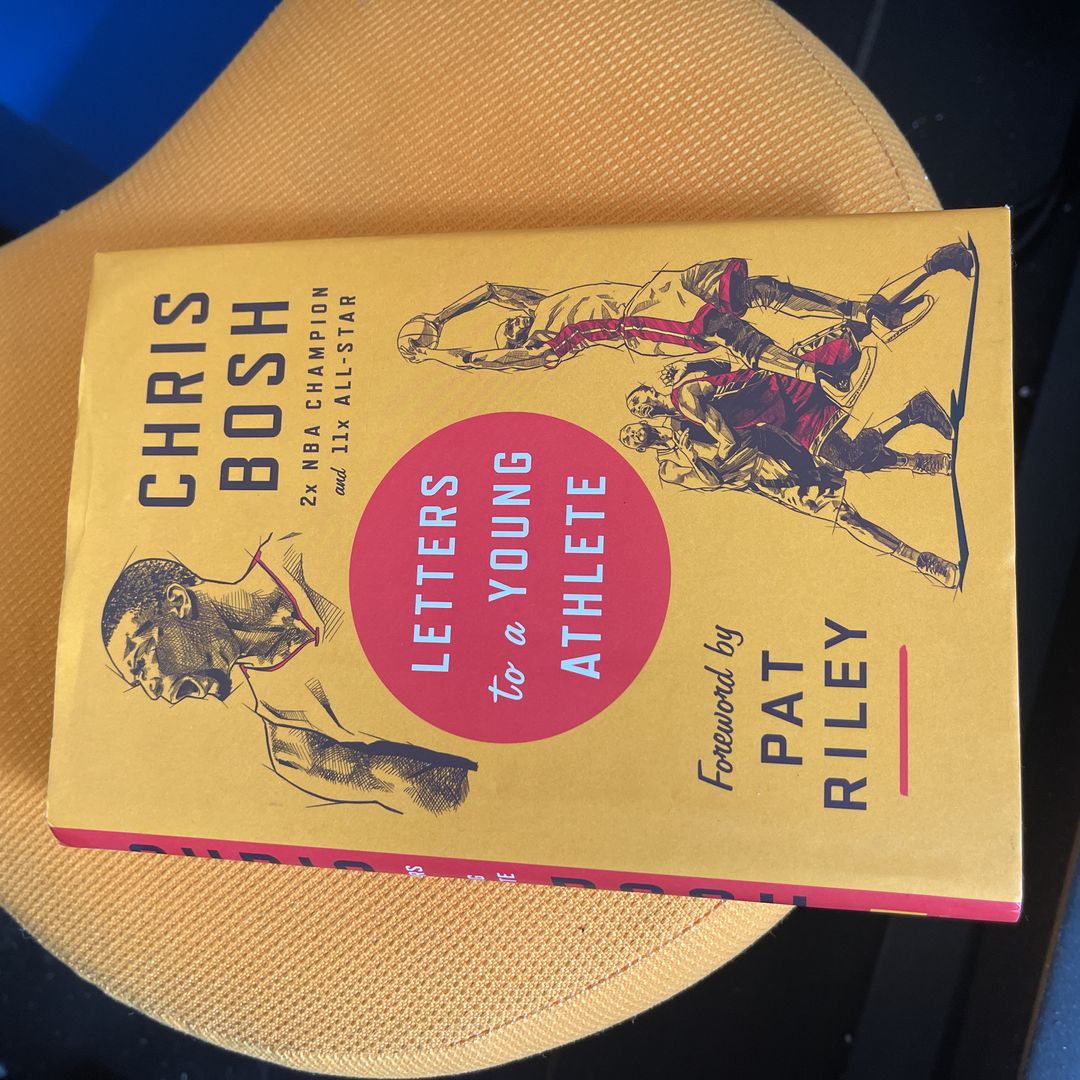 CHRIS
BOSH
2x NBA CHAMPION
and 11x ALL-STAR
LETTERS
to a YOUNG
ATHLETE
Foreword by
PAT
RILEY